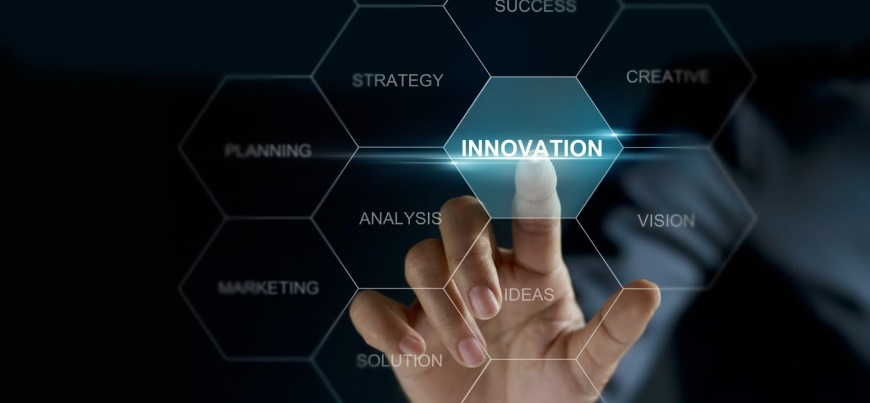 SUCCESS
STRATEGY
CREATIVE
PLANNING
INNOVATION
ANALYSIS
VISION
MARKETING
IDEAS
SOLUTION